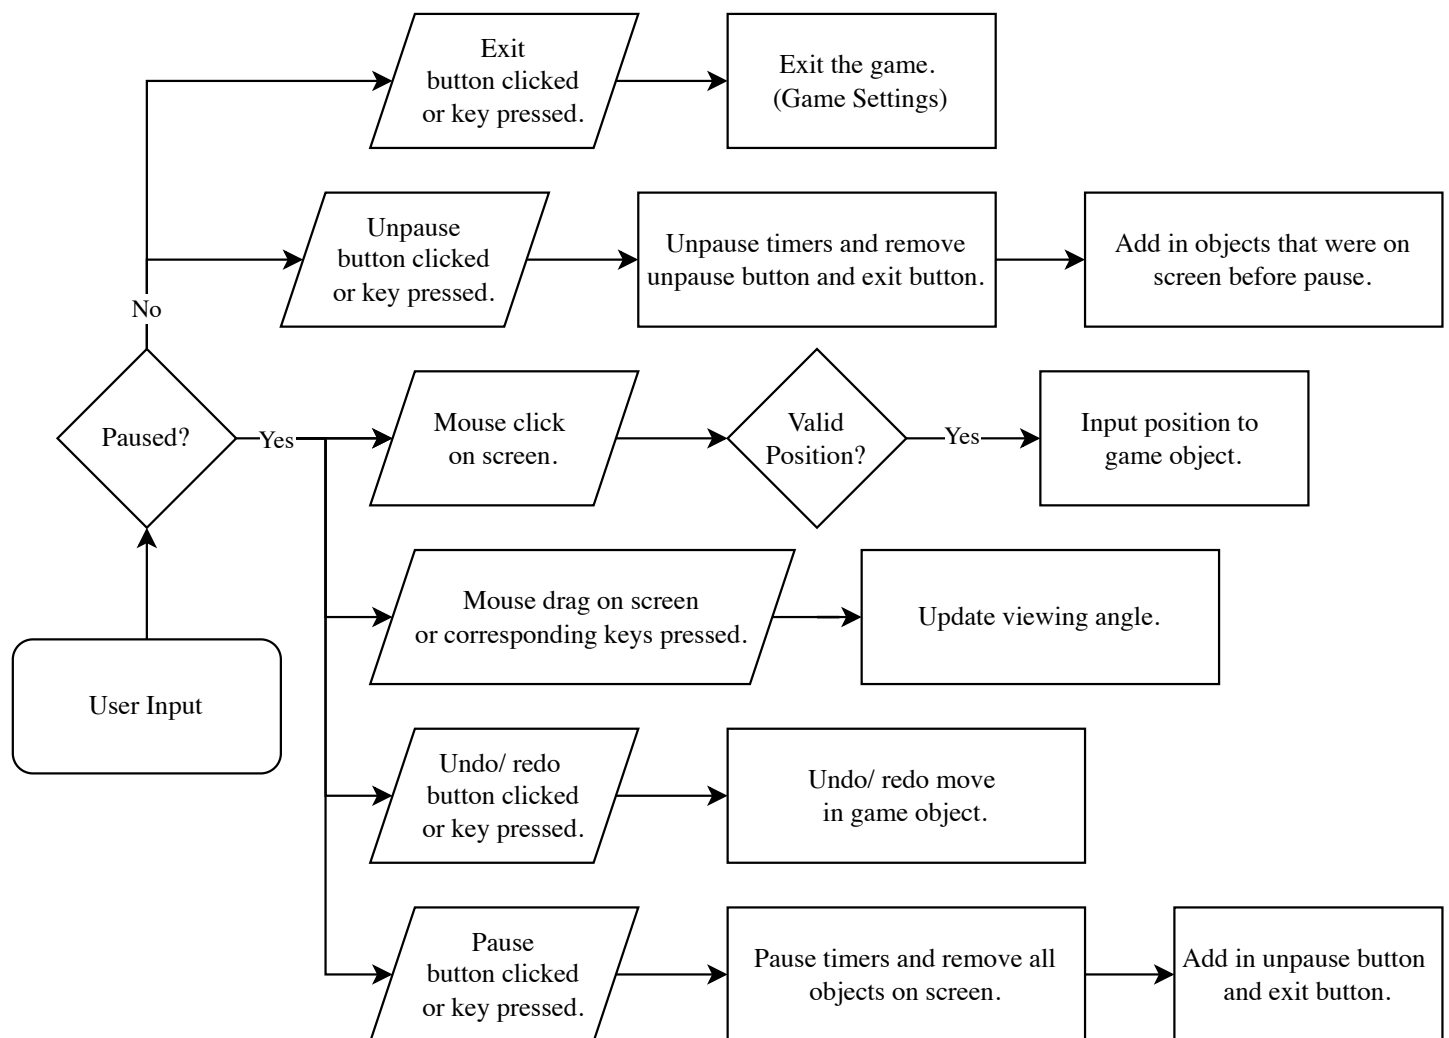 Exit
button clicked
or key pressed.
Exit the game.
(Game Settings)
Unpause
button clicked
or key pressed.
Unpause timers and remove
unpause button and exit button.
Add in objects that were on
screen before pause.
No
Paused?
Yes
Mouse click
on screen.
Valid
Position?
Yes
Input position to
game object.
Mouse drag on screen
or corresponding keys pressed.
Update viewing angle.
User Input
Undo/ redo
button clicked
or key pressed.
Undo/ redo move
in game object.
Pause
button clicked
or key pressed.
Pause timers and remove all
objects on screen.
Add in unpause button
and exit button.